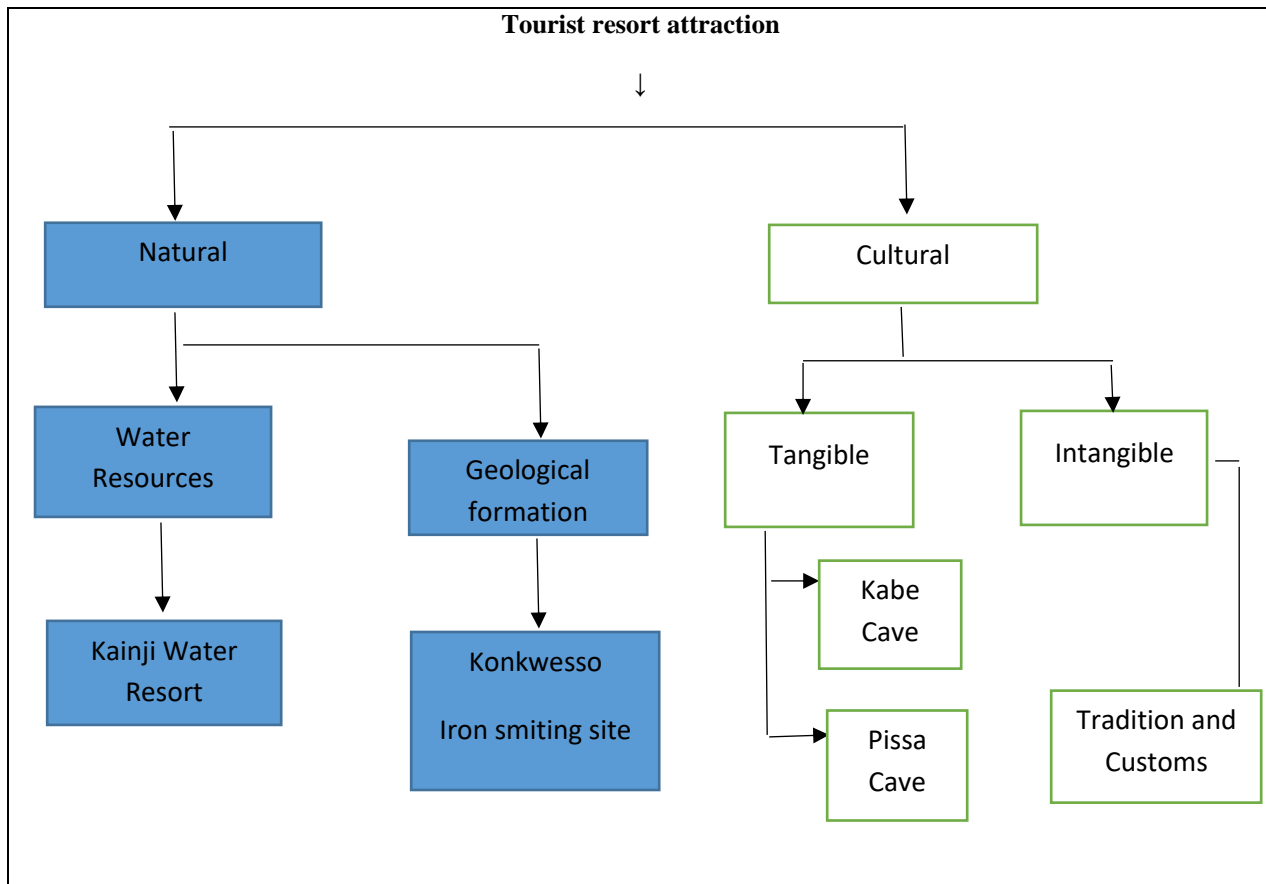 Tourist resort attraction
↓
Natural
Cultural
Water
Resources
Geological
formation
Tangible
Intangible
Kainji Water
Resort
Konkwesso
Iron smiting site
Kabe
Cave
Pissa
Cave
Tradition and
Customs